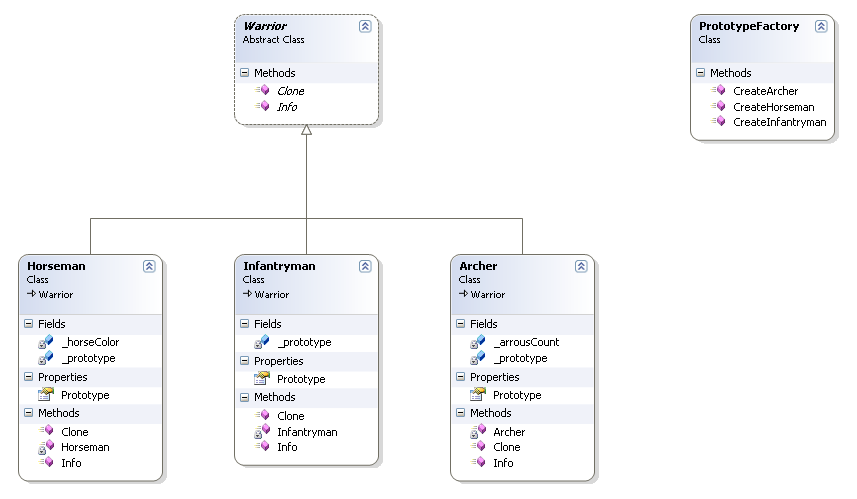 Warrior
Abstract Class
Methods
Clone
Info
PrototypeFactory
Class
Methods
CreateArcher
CreateHorseman
CreateInfantryman
Horseman
Class
Warrior
Fields
_horseColor
_prototype
Properties
Prototype
Methods
Clone
Horseman
Info
Infantryman
Class
Warrior
Fields
_prototype
Properties
Prototype
Methods
Clone
Infantryman
Info
Archer
Class
Warrior
Fields
_arrousCount
_prototype
Properties
Prototype
Methods
Archer
Clone
Info